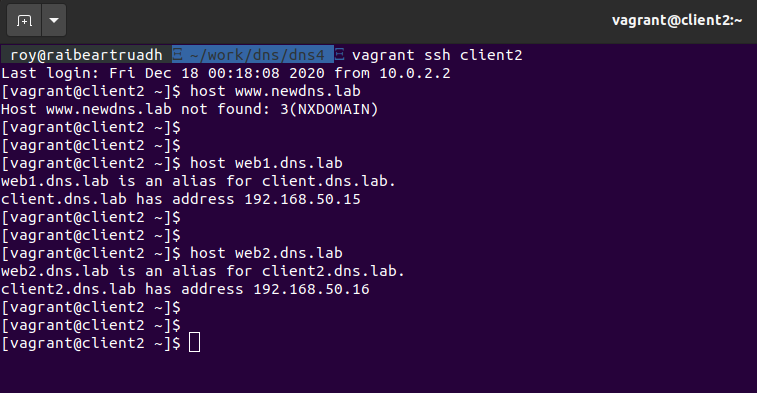 vagrant@client2:~
roy@raibeartruadh ~/work/dns/dns4 vagrant ssh client2
Last login: Fri Dec 18 00:18:08 2020 from 10.0.2.2
[vagrant@client2 ~]$ host www.newdns.lab
Host www.newdns.lab not found: 3(NXDOMAIN)
[vagrant@client2 ~]$
[vagrant@client2 ~]$
[vagrant@client2 ~]$ host web1.dns.lab
web1.dns.lab is an alias for client.dns.lab.
client.dns.lab has address 192.168.50.15
[vagrant@client2 ~]$
[vagrant@client2 ~]$
[vagrant@client2 ~]$ host web2.dns.lab
web2.dns.lab is an alias for client2.dns.lab.
client2.dns.lab has address 192.168.50.16
[vagrant@client2 ~]$
[vagrant@client2 ~]$
[vagrant@client2 ~]$